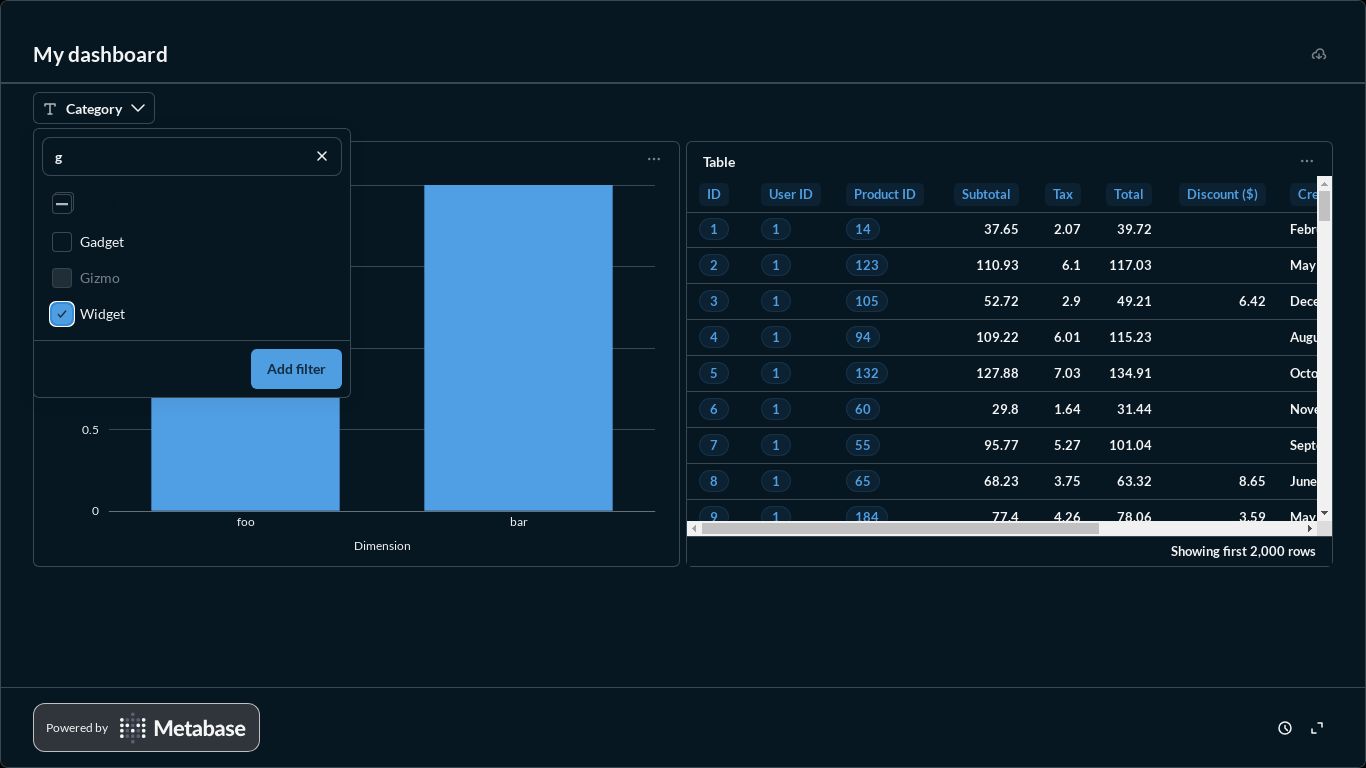 My dashboard
Category
g
Gadget
Gizmo
Widget
Add filter
0.5
0
foo
bar
Dimension
Table
ID User ID Product ID Subtotal Tax Total Discount ($) Cre
1 1 14 37.65 2.07 39.72 Febr
2 1 123 110.93 6.1 117.03 May
3 1 105 52.72 2.9 49.21 6.42 Dece
4 1 94 109.22 6.01 115.23 Augu
5 1 132 127.88 7.03 134.91 Octo
6 1 60 29.8 1.64 31.44 Nove
7 1 55 95.77 5.27 101.04 Sept
8 1 65 68.23 3.75 63.32 8.65 June
9 1 184 77.4 4.26 78.06 3.59 May
Showing first 2,000 rows
Powered by Metabase